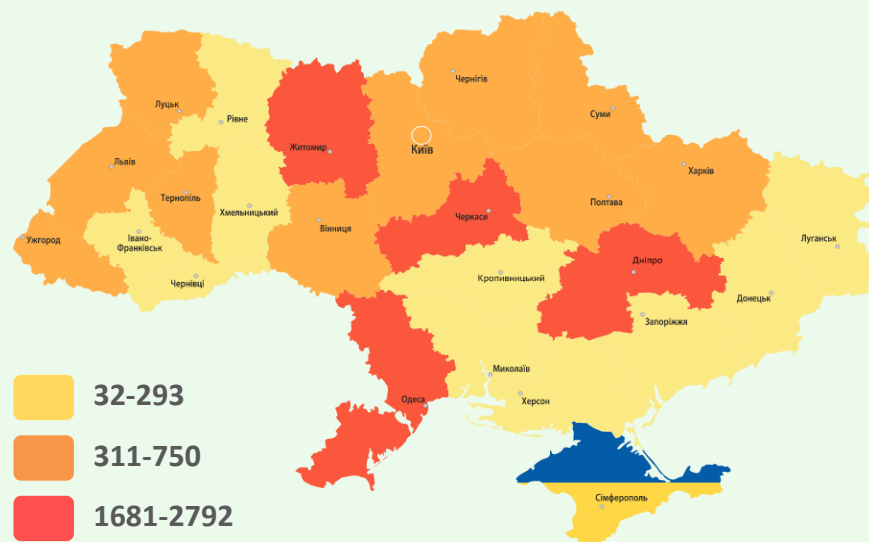 Чернігів
Луцьк
Рівне
Суми
Житомир
Київ
Львів
Харків
Тернопіль
Хмельницький
Полтава
Черкаси
Вінниця
Ужгород
Івано-
Франківськ
Луганськ
Дніпро
Кропивницький
Чернівці
Донецьк
Запоріжжя
Миколаїв
Херсон
Одеса
Сімферополь
32-293
311-750
1681-2792